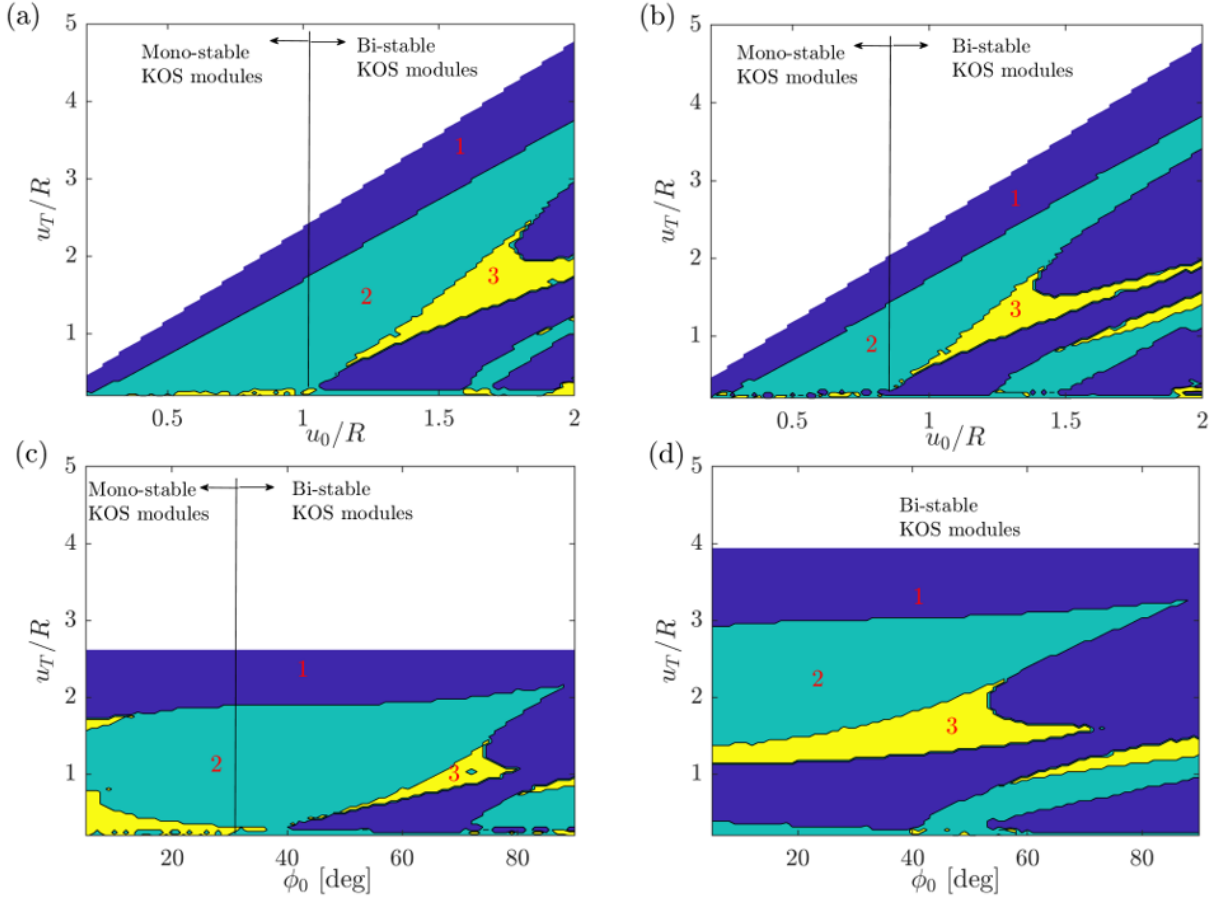 (a)
5
4
3
2
1
u_T/R
Mono-stable
KOS modules
Bi-stable
KOS modules
1
2
3
0.5
1
1.5
2
u_0/R
(b)
5
4
3
2
1
u_T/R
Mono-stable
KOS modules
Bi-stable
KOS modules
1
2
3
0.5
1
1.5
2
u_0/R
(c)
5
4
3
2
1
u_T/R
Mono-stable
KOS modules
Bi-stable
KOS modules
1
2
3
20
40
60
80
ϕ_0 [deg]
(d)
5
4
3
2
1
u_T/R
Bi-stable
KOS modules
1
2
3
20
40
60
80
ϕ_0 [deg]